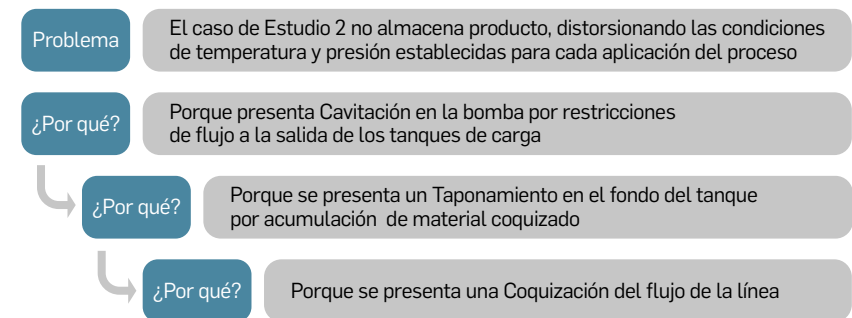 Problema
El caso de Estudio 2 no almacena producto, distorsionando las condiciones
de temperatura y presión establecidas para cada aplicación del proceso
¿Por qué?
Porque presenta Cavitación en la bomba por restricciones
de flujo a la salida de los tanques de carga
¿Por qué?
Porque se presenta un Taponamiento en el fondo del tanque
por acumulación de material coquizado
¿Por qué?
Porque se presenta una Coquización del flujo de la línea